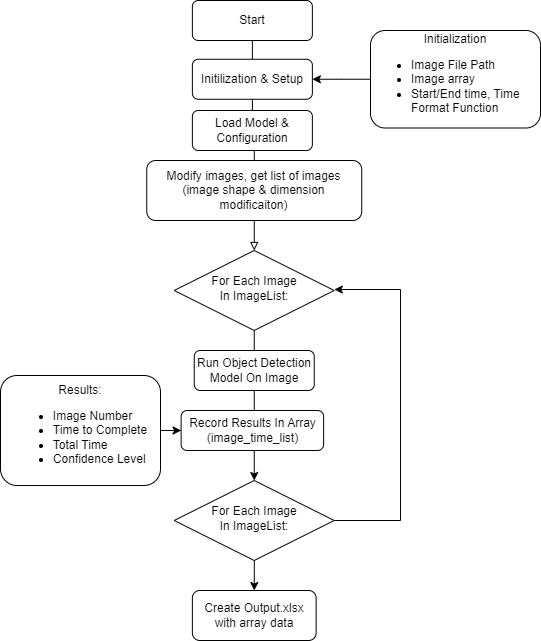 Start
Initilization & Setup
Initialization
Image File Path
Image array
Start/End time, Time
Format Function
Load Model &
Configuration
Modify images, get list of images
(image shape & dimension
modificaiton)
For Each Image
In ImageList:
Run Object Detection
Model On Image
Results:
Image Number
Time to Complete
Total Time
Confidence Level
Record Results In Array
(image_time_list)
For Each Image
In ImageList:
Create Output.xlsx
with array data